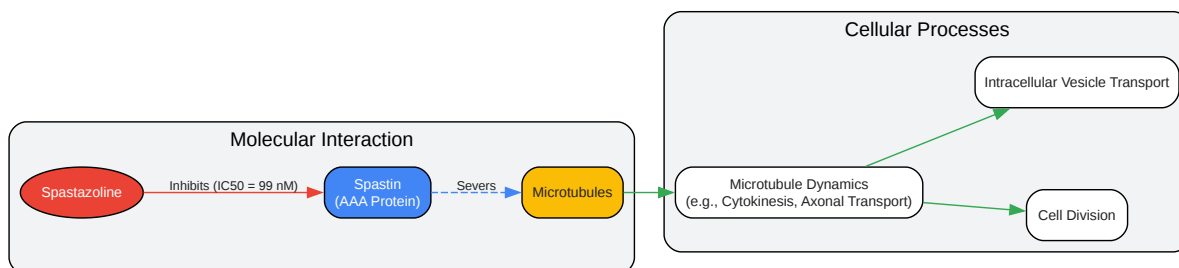 Cellular Processes
Intracellular Vesicle Transport
Molecular Interaction
Spastazoline
Inhibits (IC50 = 99 nM)
Spastin
(AAA Protein)
Severs
Microtubules
Microtubule Dynamics
(e.g., Cytokinesis, Axonal Transport)
Cell Division